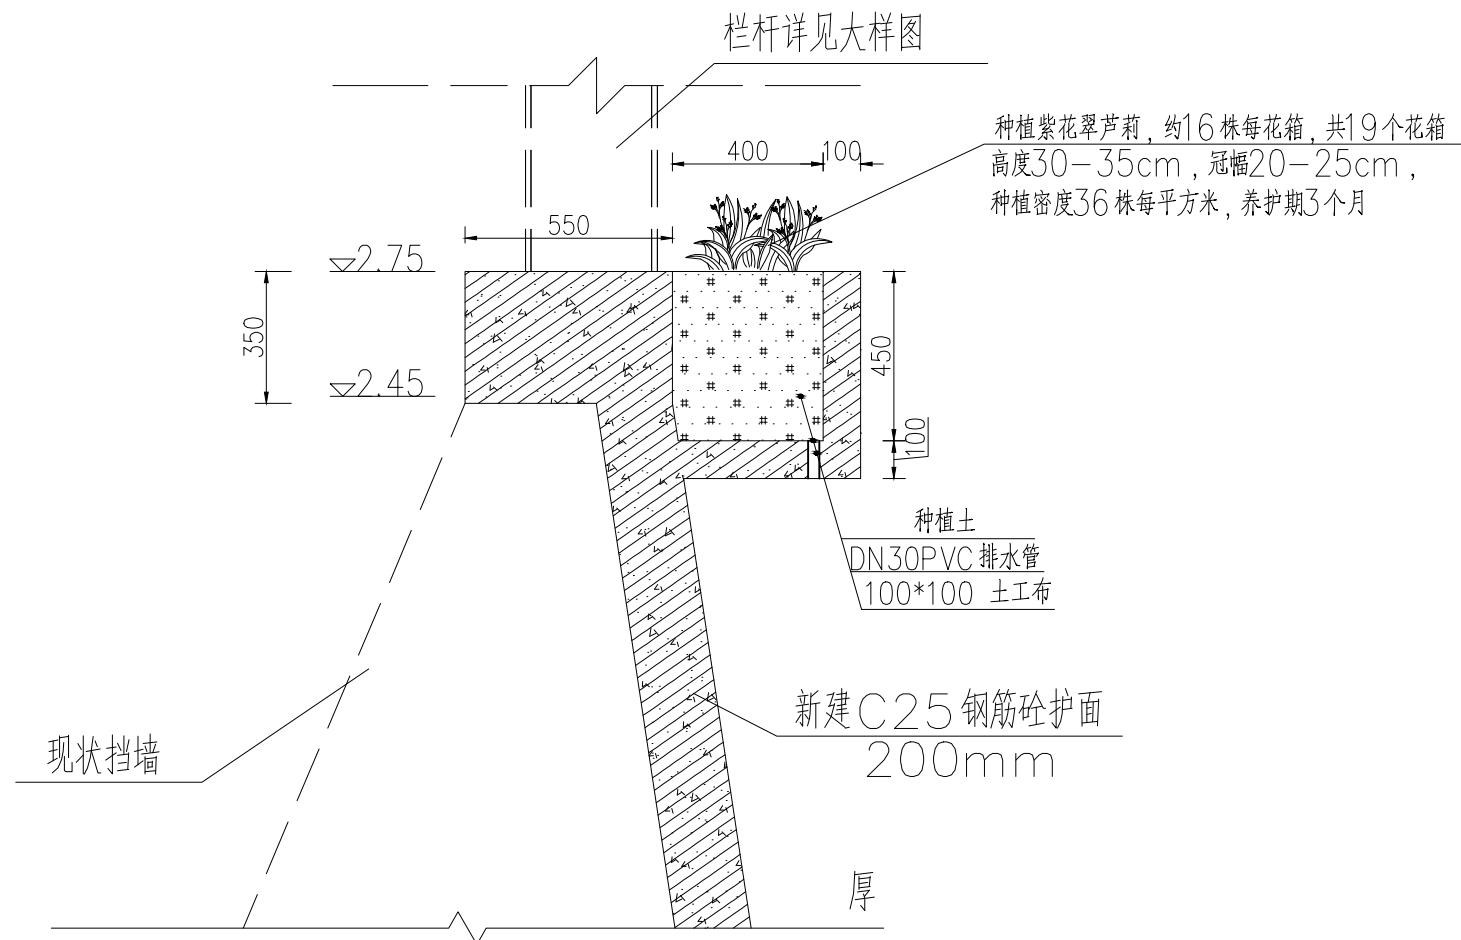 栏杆详见大样图
种植紫花翠芦莉，约16株每花箱，共19个花箱
高度30-35cm，冠幅20-25cm，
种植密度36株每平方米，养护期3个月
400
100
550
2.75
350
2.45
450
100
种植土
DN30PVC排水管
100*100 土工布
新建C25钢筋砼护面
200mm
现状挡墙
厚